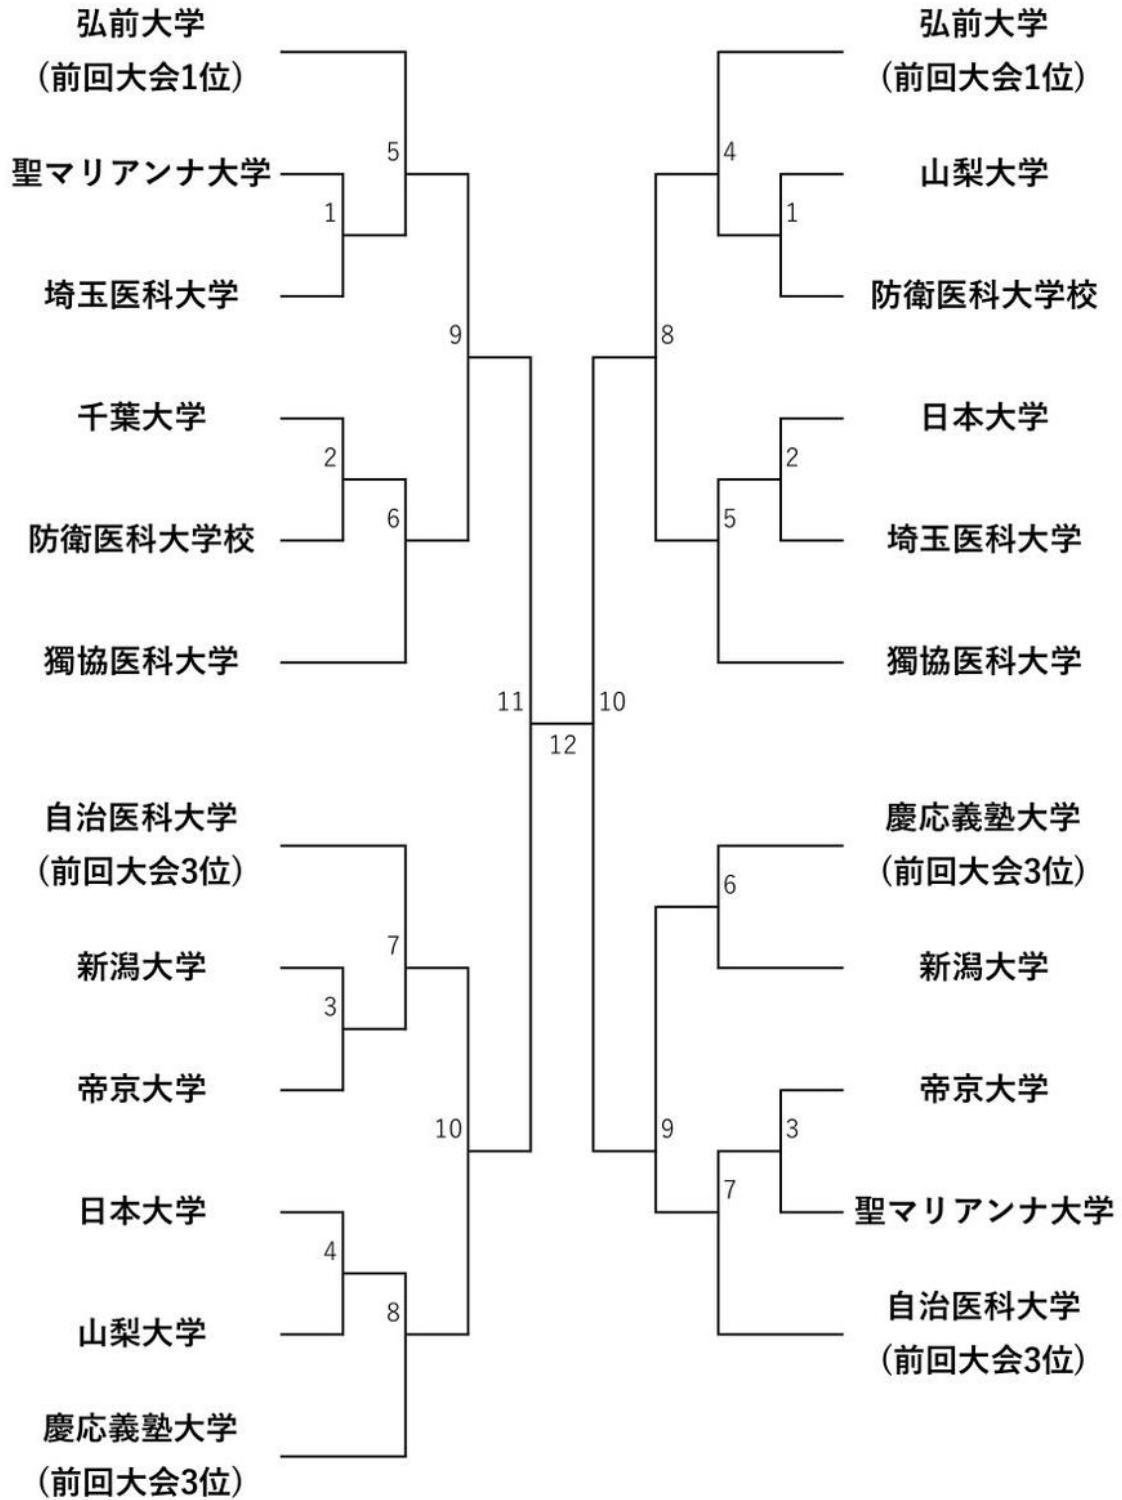 弘前大学
(前回大会1位)
5
聖マリアンナ大学
1
埼玉医科大学
9
千葉大学
2
防衛医科大学校
6
獨協医科大学
11
自治医科大学
(前回大会3位)
7
新潟大学
3
帝京大学
10
日本大学
4
山梨大学
8
慶応義塾大学
(前回大会3位)
12
弘前大学
(前回大会1位)
4
山梨大学
1
防衛医科大学校
8
日本大学
2
5
埼玉医科大学
獨協医科大学
10
慶応義塾大学
(前回大会3位)
6
新潟大学
帝京大学
9
3
7
聖マリアンナ大学
自治医科大学
(前回大会3位)